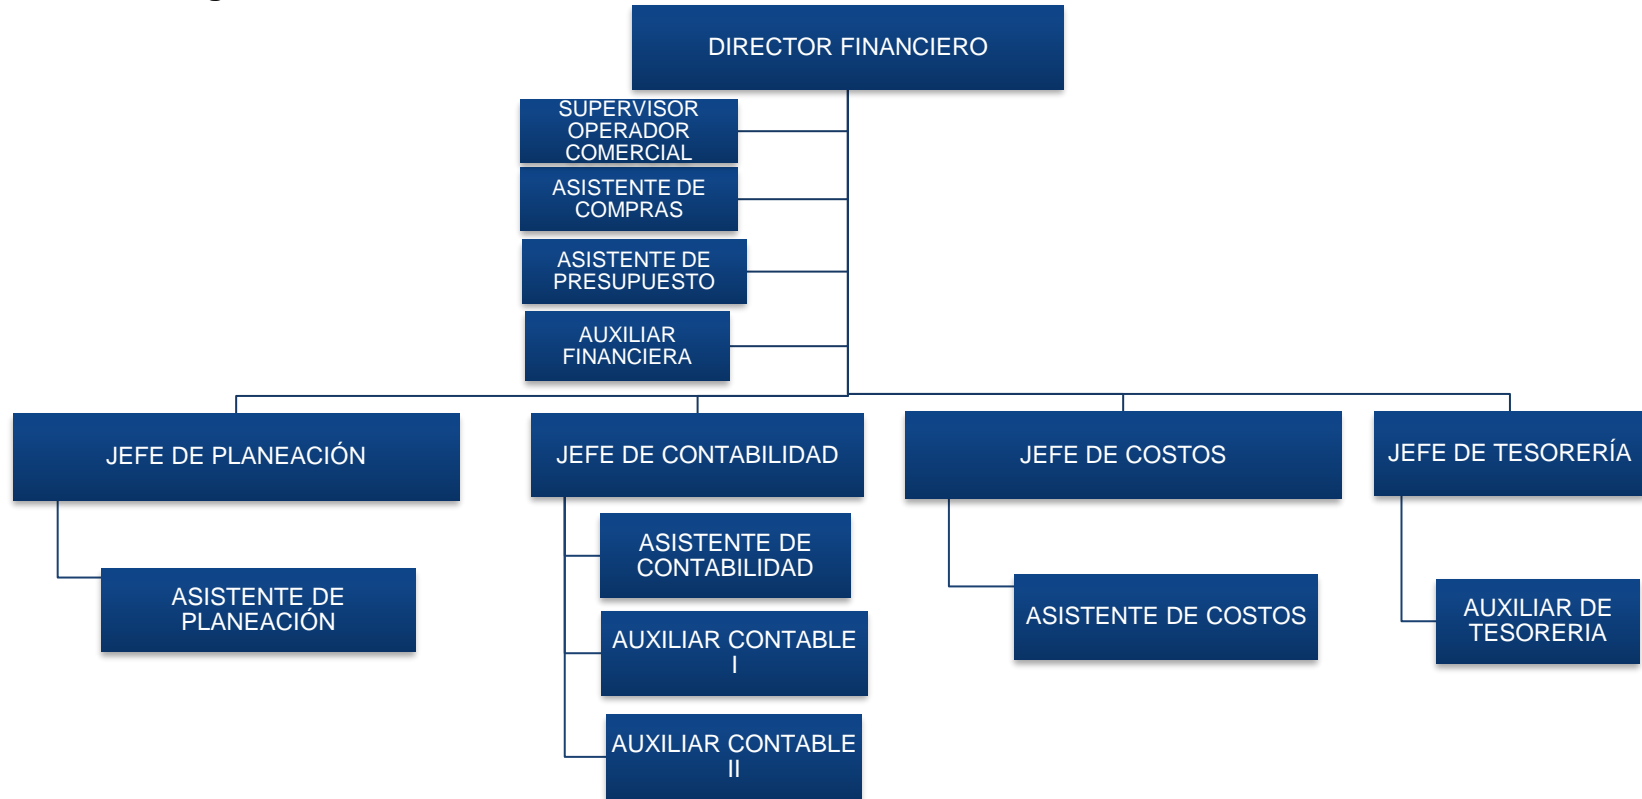 DIRECTOR FINANCIERO
SUPERVISOR
OPERADOR
COMERCIAL
ASISTENTE DE
COMPRAS
ASISTENTE DE
PRESUPUESTO
AUXILIAR
FINANCIERA
JEFE DE PLANEACIÓN
JEFE DE CONTABILIDAD
JEFE DE COSTOS
JEFE DE TESORERÍA
ASISTENTE DE
PLANEACIÓN
ASISTENTE DE
CONTABILIDAD
AUXILIAR CONTABLE
I
AUXILIAR CONTABLE
II
ASISTENTE DE COSTOS
AUXILIAR DE
TESORERIA